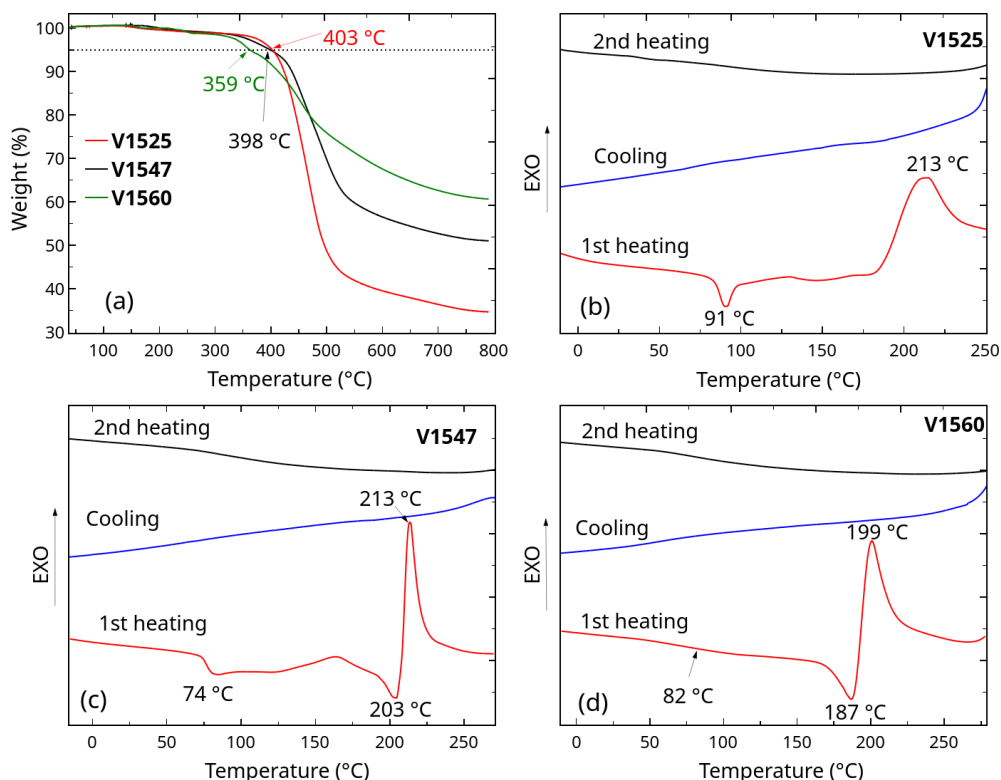 100
90
80
70
60
50
40
30
Weight (%)
403 °C
359 °C
398 °C
V1525
V1547
V1560
(a)
100 200 300 400 500 600 700 800
Temperature (°C)
2nd heating
V1525
Cooling
EXO
213 °C
1st heating
91 °C
(b)
0 50 100 150 200 250
Temperature (°C)
2nd heating
V1547
213 °C
Cooling
EXO
1st heating
74 °C
203 °C
(c)
0 50 100 150 200 250
Temperature (°C)
2nd heating
V1560
Cooling
EXO
199 °C
1st heating
82 °C
187 °C
(d)
0 50 100 150 200 250
Temperature (°C)